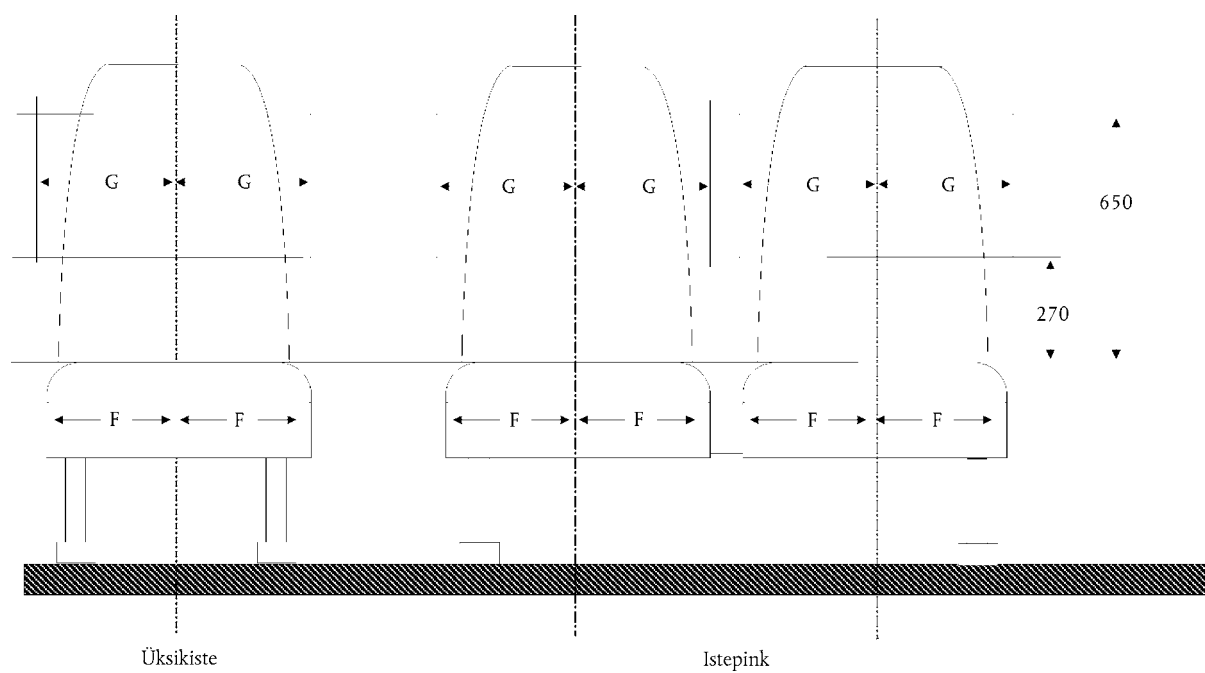 G G G G G G
650
270
F F F F F F
Üksikiste Istepink